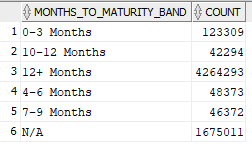 MONTHS_TO_MATURITY_BAND COUNT
1 0-3 Months 123309
2 10-12 Months 42294
3 12+ Months 4264293
4 4-6 Months 48373
5 7-9 Months 46372
6 N/A 1675011